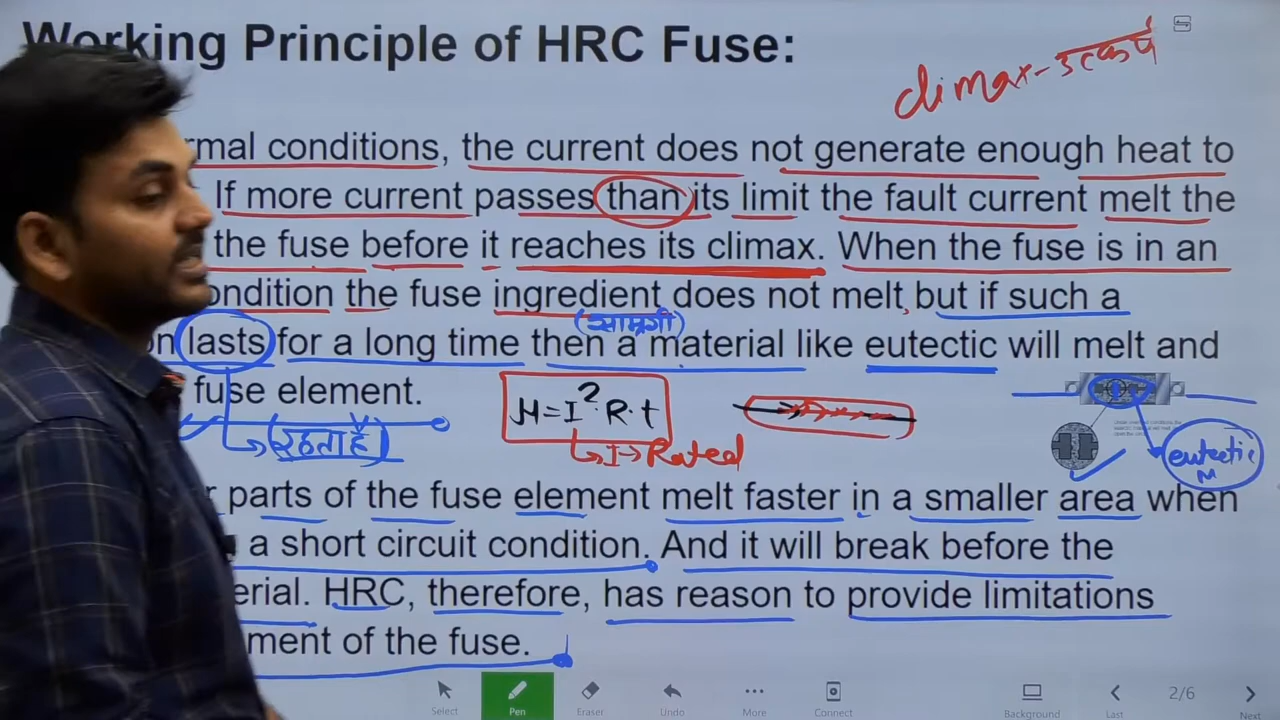 Working Principle of HRC Fuse:
climax-उत्कर्ष
rmal conditions, the current does not generate enough heat to
If more current passes than its limit the fault current melt the
the fuse before it reaches its climax. When the fuse is in an
ondition the fuse ingredient does not melt, but if such a
(सामग्री)
on lasts for a long time then a material like eutectic will melt and
fuse element.
H=I²·R·t
(रहता है)
I→Rated
eutectic
M
r parts of the fuse element melt faster in a smaller area when
a short circuit condition. And it will break before the
erial. HRC, therefore, has reason to provide limitations
ment of the fuse.
Select
Pen
Eraser
Undo
More
Connect
Background
Last
2/6
Next